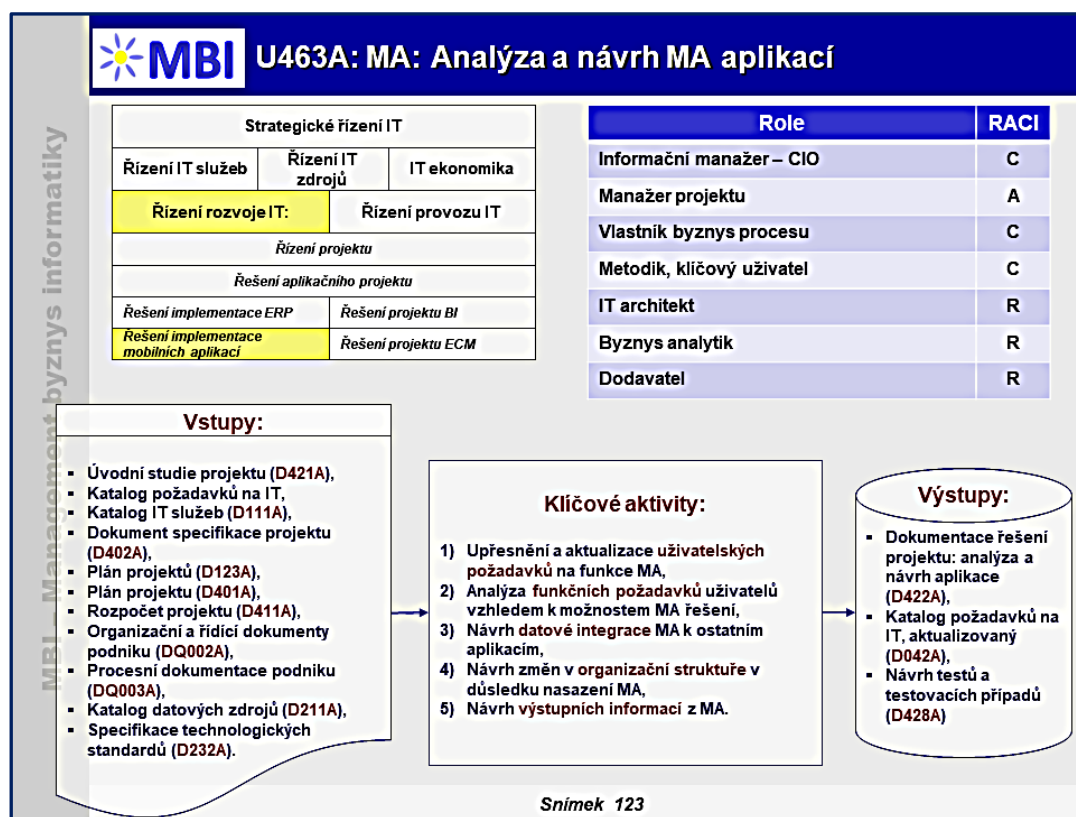 MBI
U463A: MA: Analýza a návrh MA aplikací
MBI – Management byznys informatiky
Strategické řízení IT
Řízení IT služeb
Řízení IT
zdrojů
IT ekonomika
Řízení rozvoje IT:
Řízení provozu IT
Řízení projektu
Řešení aplikačního projektu
Řešení implementace ERP
Řešení projektu BI
Řešení implementace
mobilních aplikací
Řešení projektu ECM
Role RACI
Informační manažer – CIO C
Manažer projektu A
Vlastník byznys procesu C
Metodik, klíčový uživatel C
IT architekt R
Byznys analytik R
Dodavatel R
Vstupy:
▪ Úvodní studie projektu (D421A),
▪ Katalog požadavků na IT,
▪ Katalog IT služeb (D111A),
▪ Dokument specifikace projektu
(D402A),
▪ Plán projektů (D123A),
▪ Plán projektu (D401A),
▪ Rozpočet projektu (D411A),
▪ Organizační a řídící dokumenty
podniku (DQ002A),
▪ Procesní dokumentace podniku
(DQ003A),
▪ Katalog datových zdrojů (D211A),
▪ Specifikace technologických
standardů (D232A).
Klíčové aktivity:
1) Upřesnění a aktualizace uživatelských
požadavků na funkce MA,
2) Analýza funkčních požadavků uživatelů
vzhledem k možnostem MA řešení,
3) Návrh datové integrace MA k ostatním
aplikacím,
4) Návrh změn v organizační struktuře v
důsledku nasazení MA,
5) Návrh výstupních informací z MA.
Výstupy:
▪ Dokumentace řešení
projektu: analýza a
návrh aplikace
(D422A),
▪ Katalog požadavků na
IT, aktualizovaný
(D042A),
▪ Návrh testů a
testovacích případů
(D428A)
Snímek 123